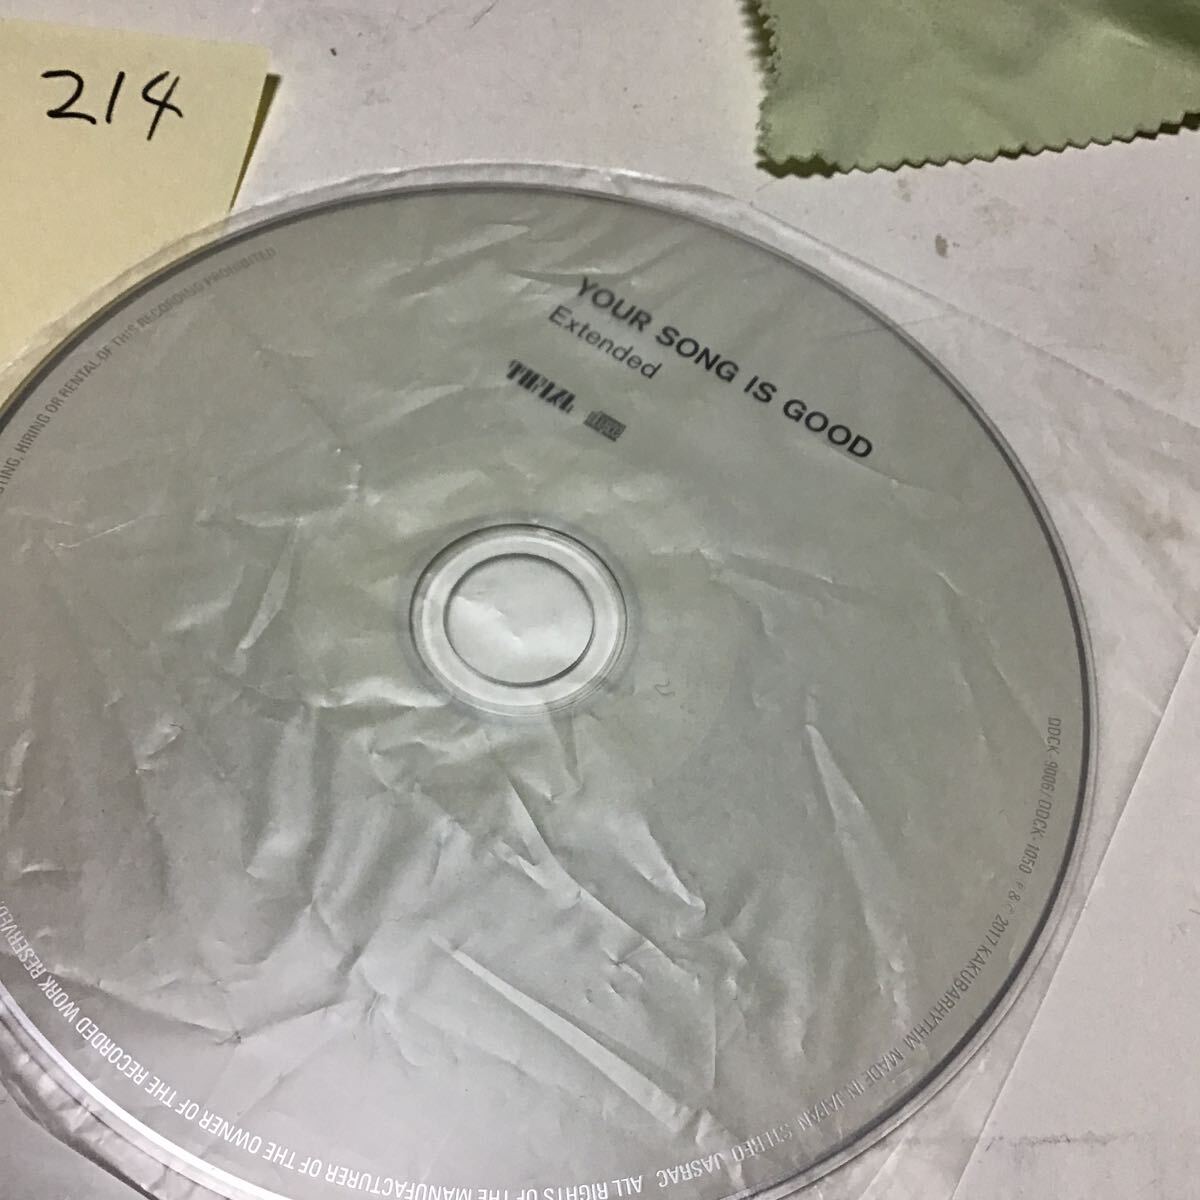 214
YOUR SONG IS GOOD
Extended
STING, HIRING OR RENTAL OF THIS RECORDING PROHIBITED
DDCK-9006/DDCK-1050 ℗&© 2017 KAKUBARHYTHM MADE IN JAPAN STEREO JASRAC ALL RIGHTS OF THE MANUFACTURER OF THE OWNER OF THE RECORDED WORK RESERVED.